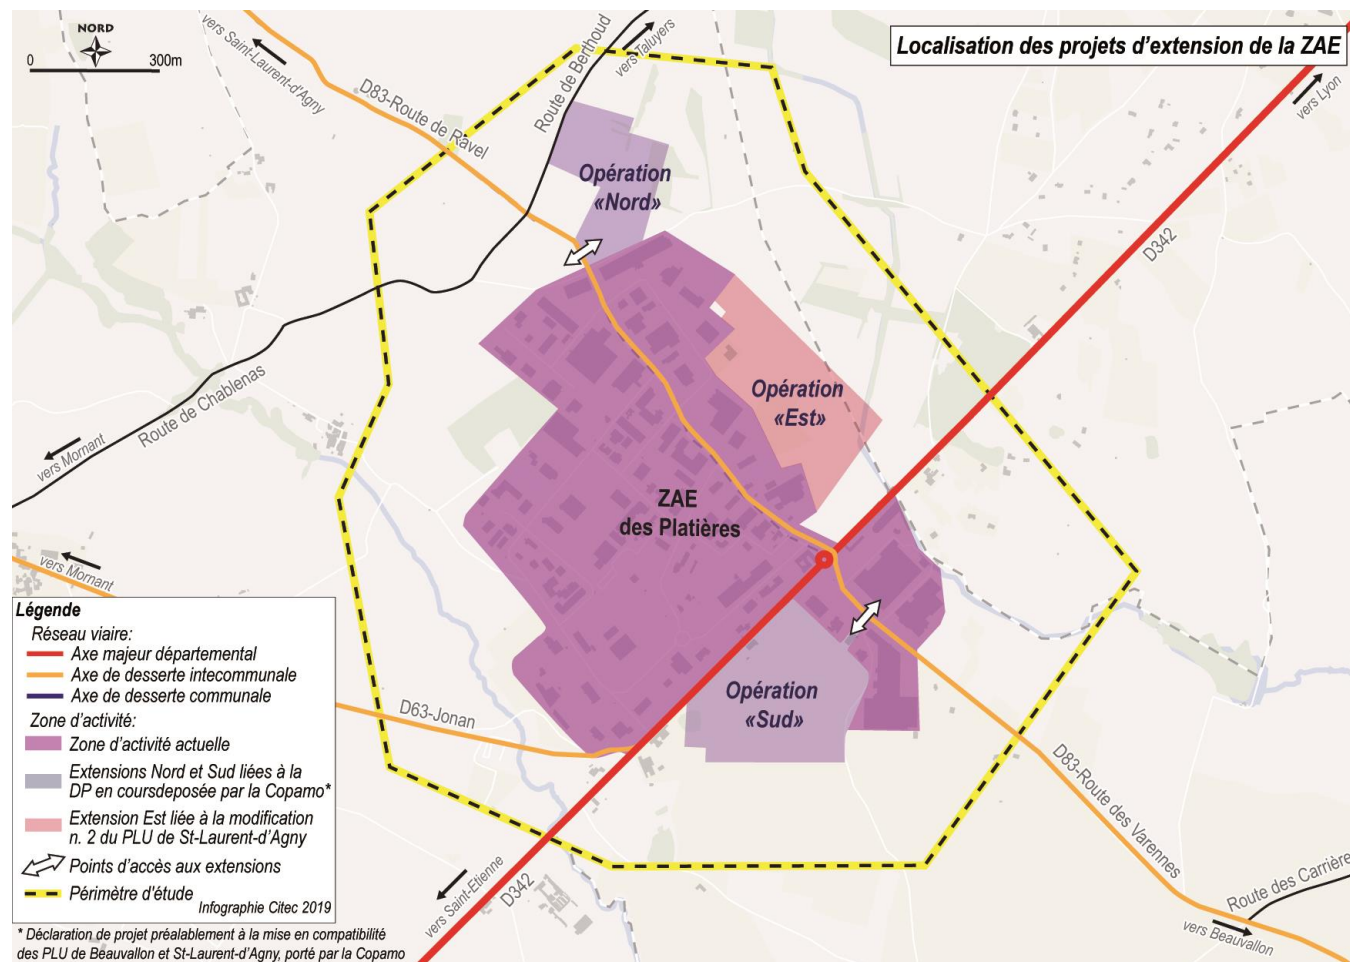 NORD
0 300m
Localisation des projets d'extension de la ZAE
vers Saint-Laurent-d'Agny
D83-Route de Ravel
Route de Berthoud
vers Taluyers
vers Lyon
D342
Opération
«Nord»
Opération
«Est»
Route de Chablenas
vers Mornant
ZAE
des Platières
vers Mornant
Opération
«Sud»
D63-Jonan
D83-Route des Varennes
Route des Carrière
vers Beauvallon
vers Saint-Etienne
D342
Légende
Réseau viaire:
Axe majeur départemental
Axe de desserte intecommunale
Axe de desserte communale
Zone d'activité:
Zone d'activité actuelle
Extensions Nord et Sud liées à la
DP en coursdeposée par la Copamo*
Extension Est liée à la modification
n. 2 du PLU de St-Laurent-d'Agny
Points d'accès aux extensions
Périmètre d'étude
Infographie Citec 2019
* Déclaration de projet préalablement à la mise en compatibilité
des PLU de Beauvallon et St-Laurent-d'Agny, porté par la Copamo